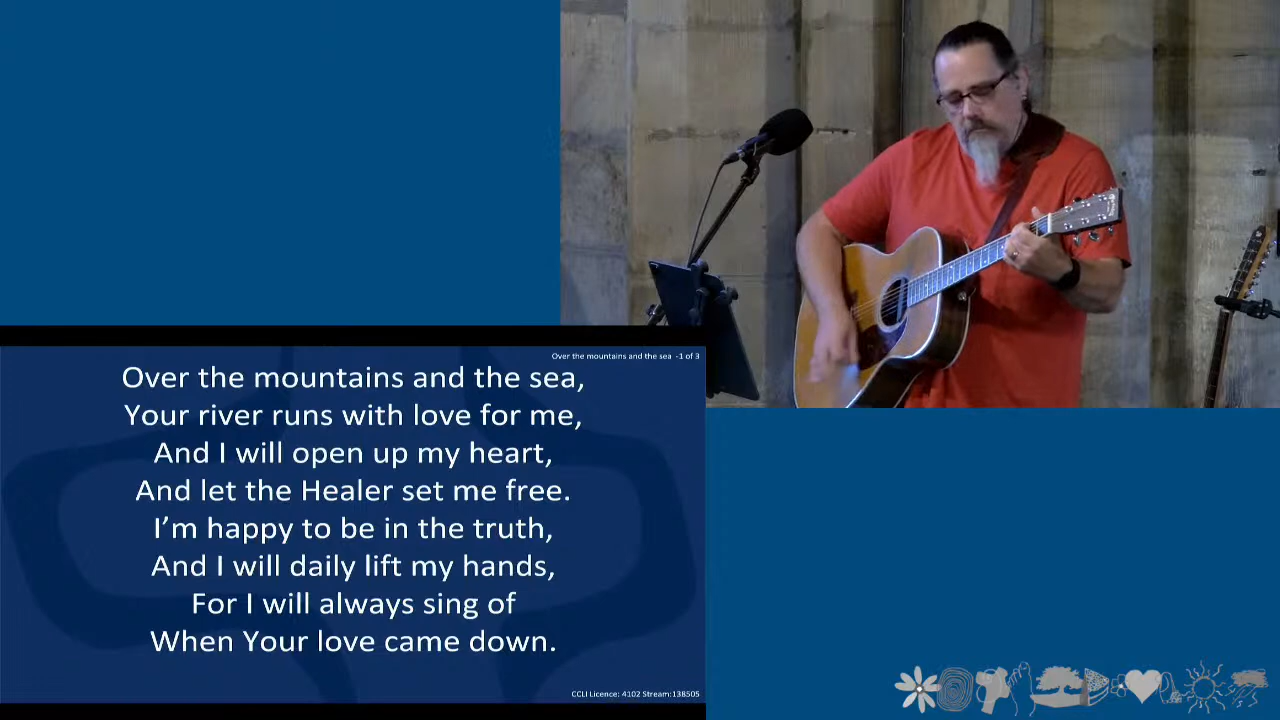 Over the mountains and the sea -1 of 3
Over the mountains and the sea,
Your river runs with love for me,
And I will open up my heart,
And let the Healer set me free.
I’m happy to be in the truth,
And I will daily lift my hands,
For I will always sing of
When Your love came down.
CCLI Licence: 4102 Stream:138505